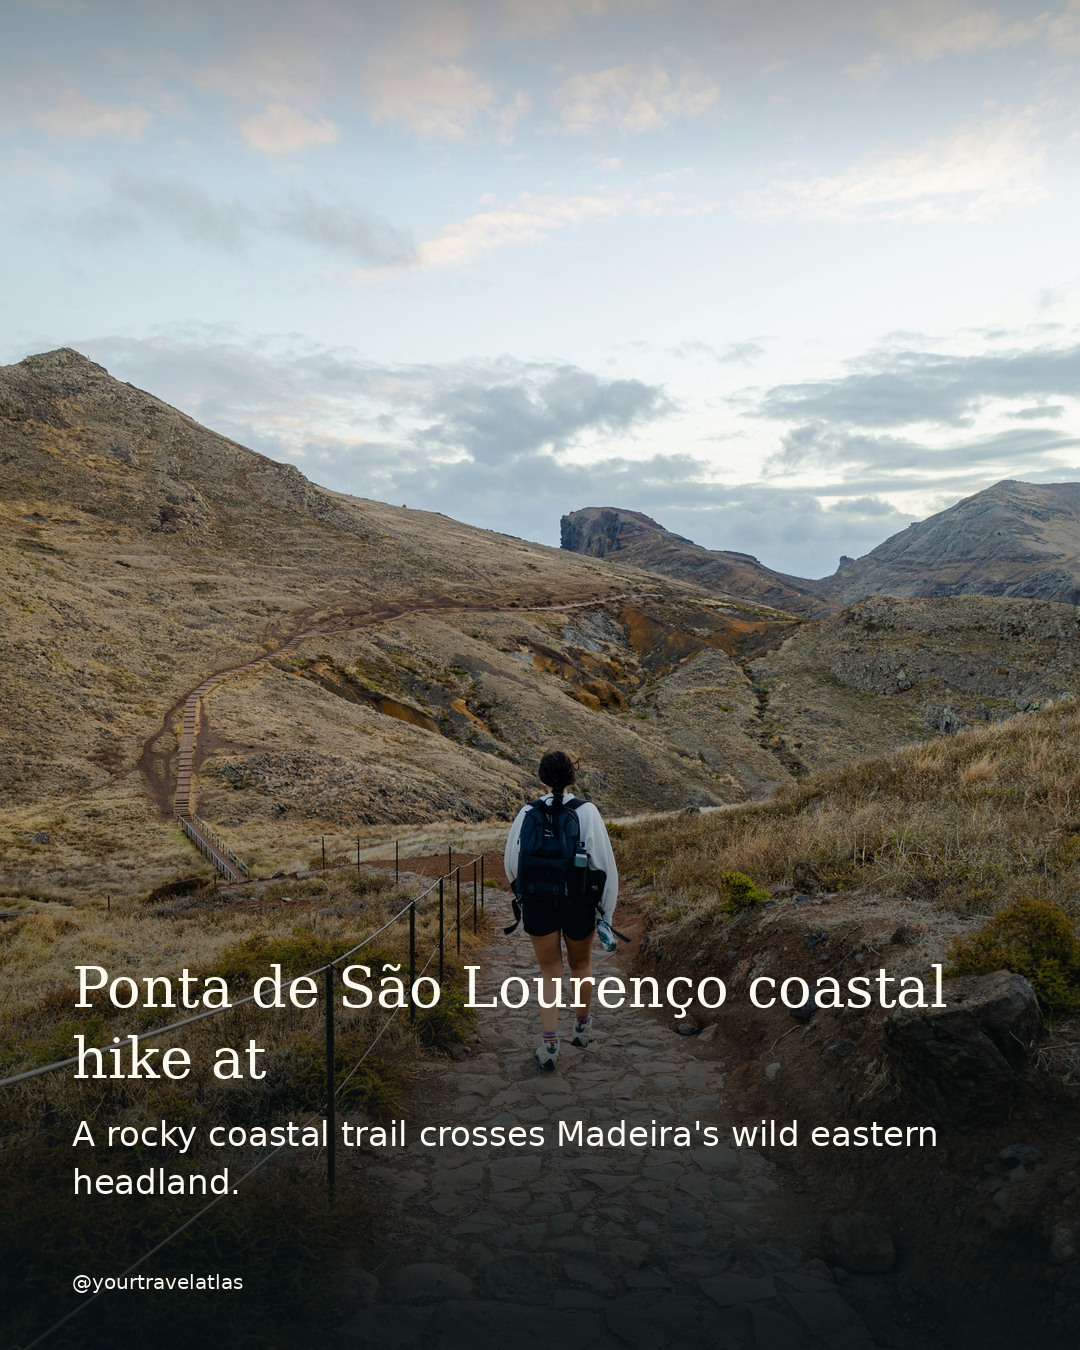 Ponta de São Lourenço coastal
hike at
A rocky coastal trail crosses Madeira's wild eastern
headland.
@yourtravelatlas